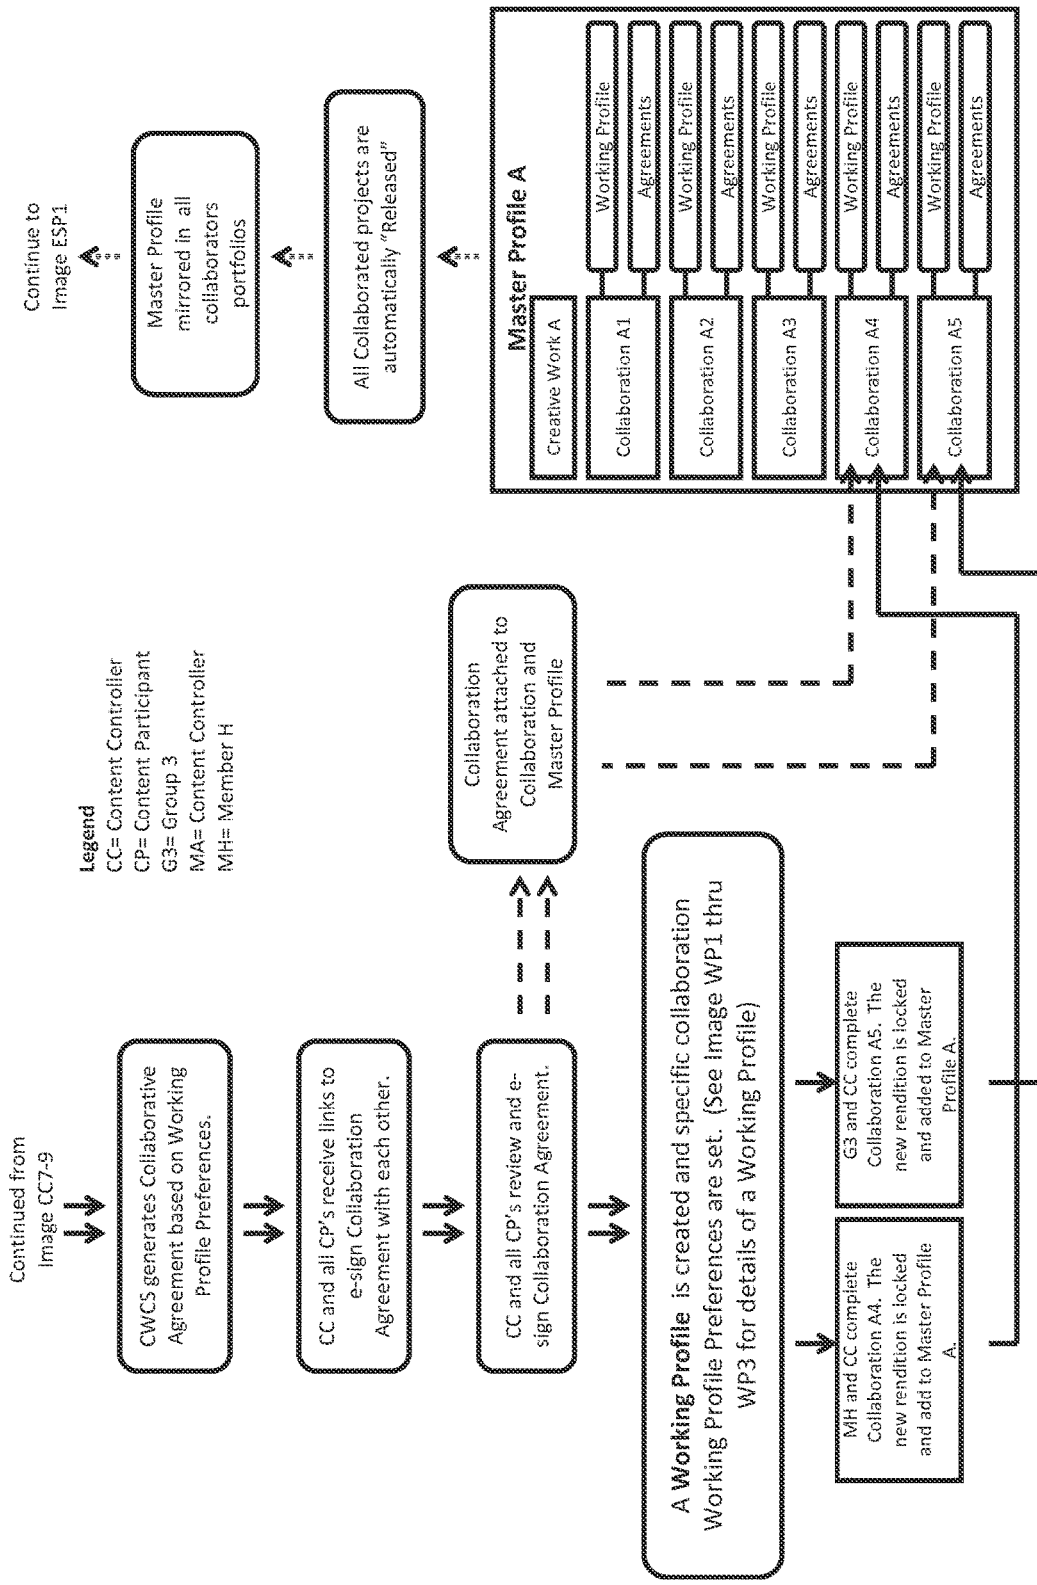 Continued from
Image CC7-9
CWCS generates Collaborative
Agreement based on Working
Profile Preferences.
CC and all CP's receive links to
e-sign Collaboration
Agreement with each other.
CC and all CP's review and e-
sign Collaboration Agreement.
A Working Profile is created and specific collaboration
Working Profile Preferences are set. (See Image WP1 thru
WP3 for details of a Working Profile)
MH and CC complete
Collaboration A4. The
new rendition is locked
and add to Master Profile
A.
G3 and CC complete
Collaboration A5. The
new rendition is locked
and added to Master
Profile A.
Legend
CC= Content Controller
CP= Content Participant
G3= Group 3
MA= Content Controller
MH= Member H
Collaboration
Agreement attached to
Collaboration and
Master Profile
Continue to
Image ESP1
Master Profile
mirrored in all
collaborators
portfolios
All Collaborated projects are
automatically "Released"
Master Profile A
Creative Work A
Collaboration A1
Working Profile
Agreements
Collaboration A2
Working Profile
Agreements
Collaboration A3
Working Profile
Agreements
Collaboration A4
Working Profile
Agreements
Collaboration A5
Working Profile
Agreements